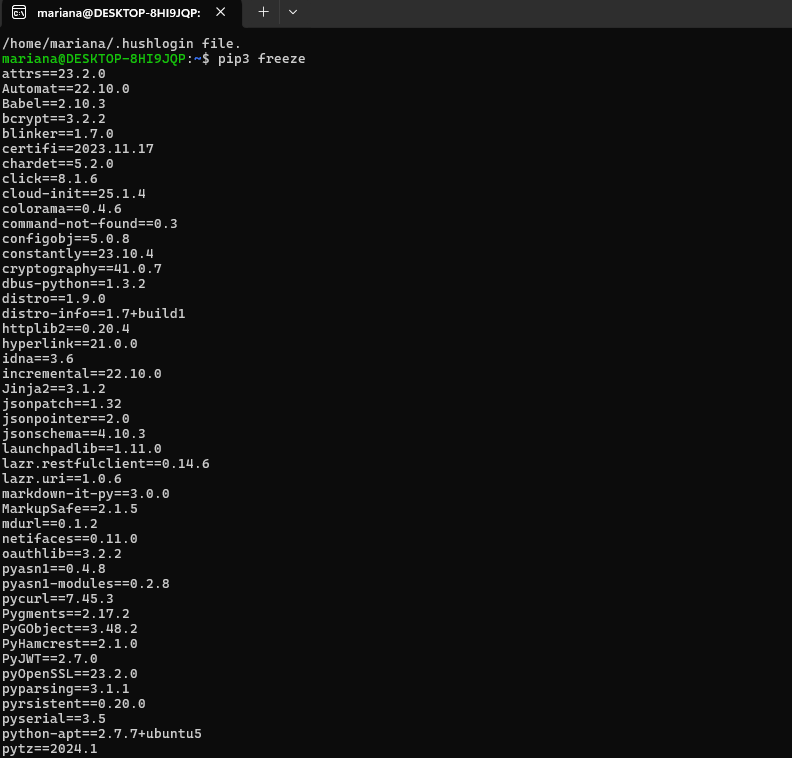 mariana@DESKTOP-8HI9JQP:
/home/mariana/.hushlogin file.
mariana@DESKTOP-8HI9JQP:~$ pip3 freeze
attrs==23.2.0
Automat==22.10.0
Babel==2.10.3
bcrypt==3.2.2
blinker==1.7.0
certifi==2023.11.17
chardet==5.2.0
click==8.1.6
cloud-init==25.1.4
colorama==0.4.6
command-not-found==0.3
configobj==5.0.8
constantly==23.10.4
cryptography==41.0.7
dbus-python==1.3.2
distro==1.9.0
distro-info==1.7+build1
httplib2==0.20.4
hyperlink==21.0.0
idna==3.6
incremental==22.10.0
Jinja2==3.1.2
jsonpatch==1.32
jsonpointer==2.0
jsonschema==4.10.3
launchpadlib==1.11.0
lazr.restfulclient==0.14.6
lazr.uri==1.0.6
markdown-it-py==3.0.0
MarkupSafe==2.1.5
mdurl==0.1.2
netifaces==0.11.0
oauthlib==3.2.2
pyasn1==0.4.8
pyasn1-modules==0.2.8
pycurl==7.45.3
Pygments==2.17.2
PyGObject==3.48.2
PyHamcrest==2.1.0
PyJWT==2.7.0
pyOpenSSL==23.2.0
pyparsing==3.1.1
pyrsistent==0.20.0
pyserial==3.5
python-apt==2.7.7+ubuntu5
pytz==2024.1